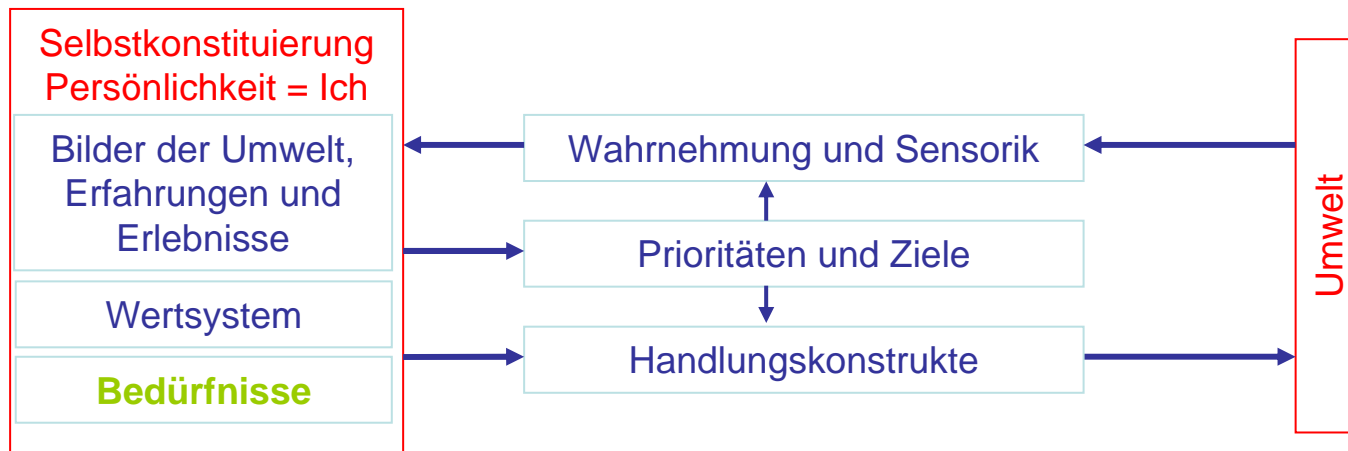 Selbstkonstituierung
Persönlichkeit = Ich
Bilder der Umwelt,
Erfahrungen und
Erlebnisse
Wertsystem
Bedürfnisse
Wahrnehmung und Sensorik
Prioritäten und Ziele
Handlungskonstrukte
Umwelt